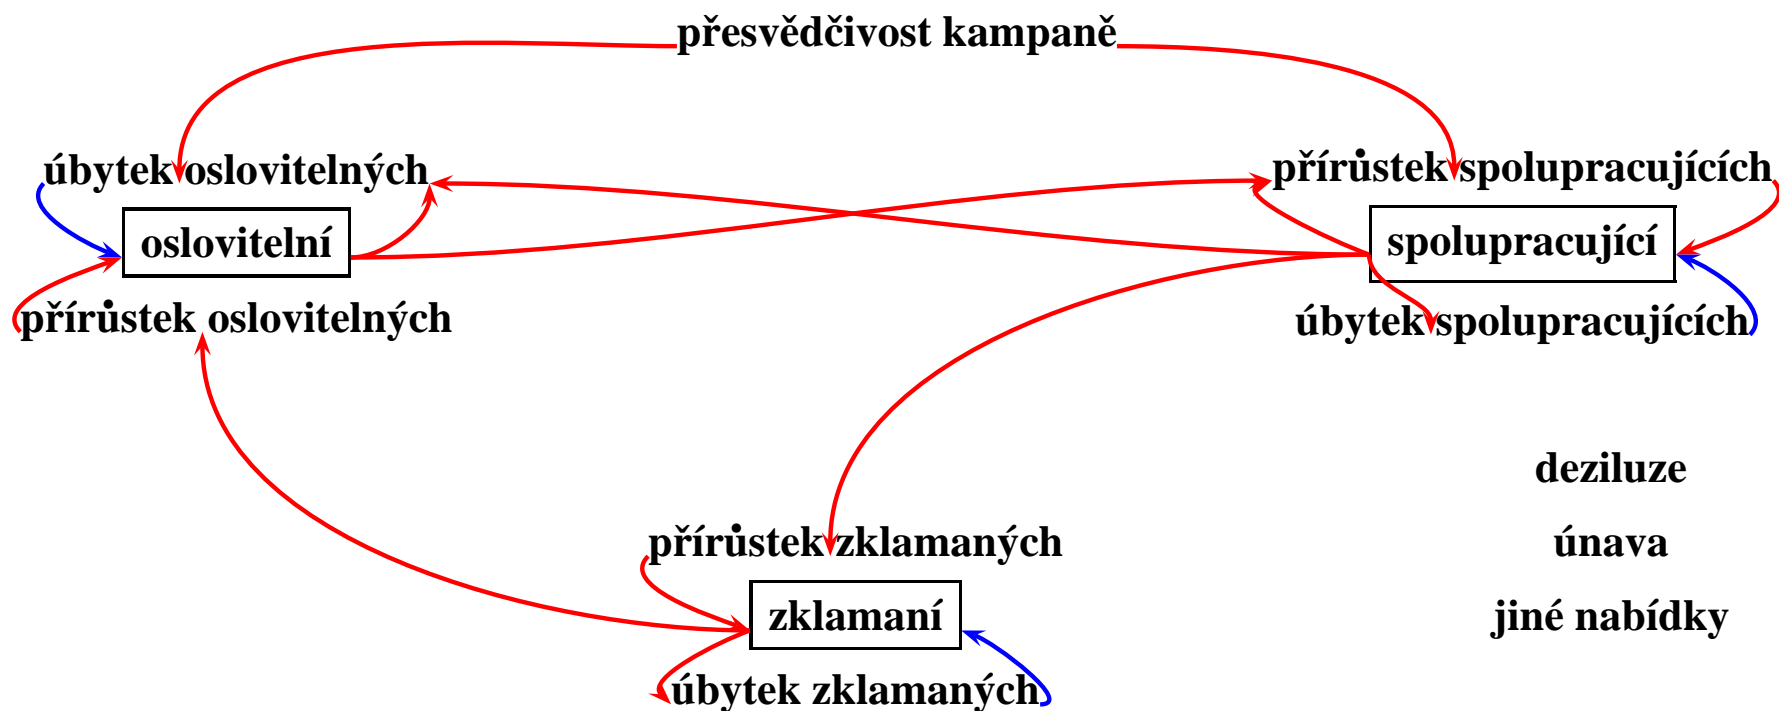 přesvědčivost kampaně
úbytek oslovitelných
přírůstek spolupracujících
oslovitelní
spolupracující
přírůstek oslovitelných
úbytek spolupracujících
deziluze
přírůstek zklamaných
únava
zklamaní
jiné nabídky
úbytek zklamaných